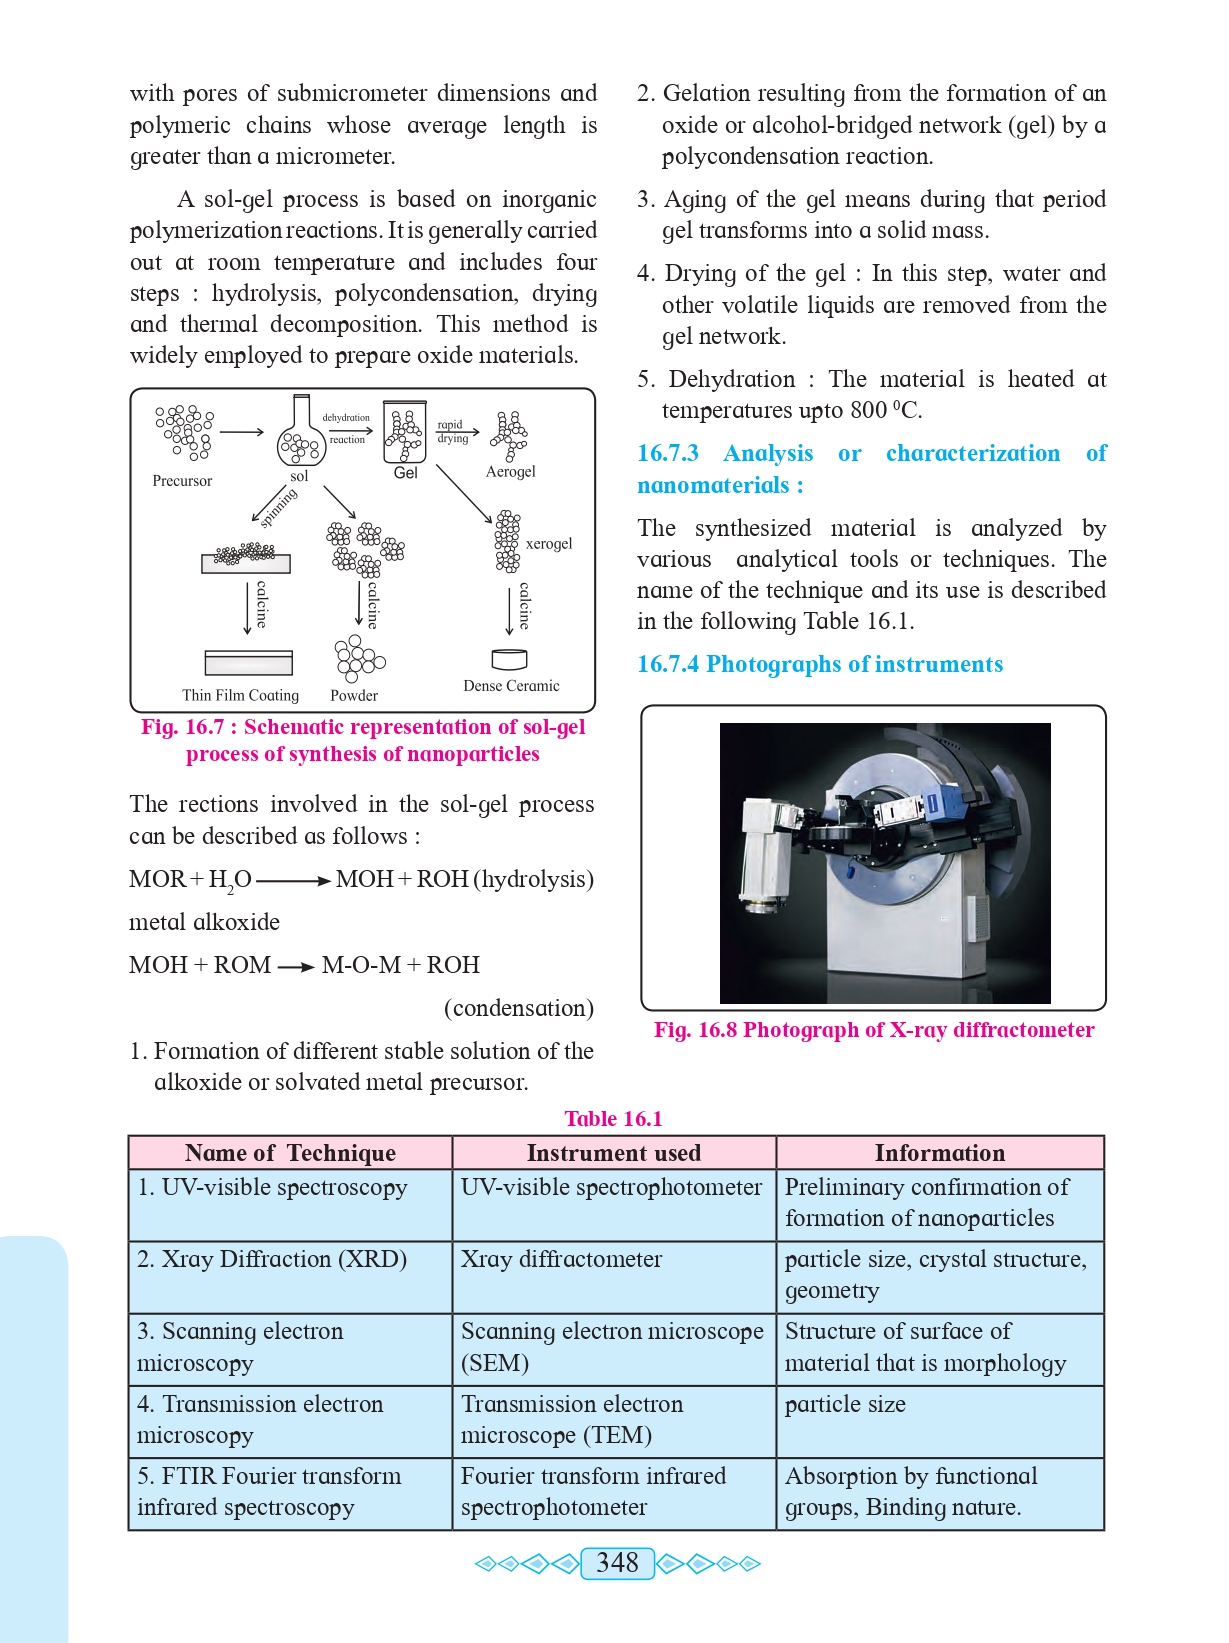 with pores of submicrometer dimensions and
polymeric chains whose average length is
greater than a micrometer.
A sol-gel process is based on inorganic
polymerization reactions. It is generally carried
out at room temperature and includes four
steps : hydrolysis, polycondensation, drying
and thermal decomposition. This method is
widely employed to prepare oxide materials.
Precursor
sol
dehydration
reaction
Gel
rapid
drying
Aerogel
spinning
xerogel
calcine
calcine
calcine
Thin Film Coating
Powder
Dense Ceramic
Fig. 16.7 : Schematic representation of sol-gel
process of synthesis of nanoparticles
The rections involved in the sol-gel process
can be described as follows :
MOR + H₂O ⟶ MOH + ROH (hydrolysis)
metal alkoxide
MOH + ROM ⟶ M-O-M + ROH
(condensation)
1. Formation of different stable solution of the
alkoxide or solvated metal precursor.
2. Gelation resulting from the formation of an
oxide or alcohol-bridged network (gel) by a
polycondensation reaction.
3. Aging of the gel means during that period
gel transforms into a solid mass.
4. Drying of the gel : In this step, water and
other volatile liquids are removed from the
gel network.
5. Dehydration : The material is heated at
temperatures upto 800 ⁰C.
16.7.3 Analysis or characterization of
nanomaterials :
The synthesized material is analyzed by
various analytical tools or techniques. The
name of the technique and its use is described
in the following Table 16.1.
16.7.4 Photographs of instruments
Fig. 16.8 Photograph of X-ray diffractometer
Table 16.1
Name of Technique Instrument used Information
1. UV-visible spectroscopy UV-visible spectrophotometer Preliminary confirmation of
formation of nanoparticles
2. Xray Diffraction (XRD) Xray diffractometer particle size, crystal structure,
geometry
3. Scanning electron Scanning electron microscope Structure of surface of
microscopy (SEM) material that is morphology
4. Transmission electron Transmission electron particle size
microscopy microscope (TEM)
5. FTIR Fourier transform Fourier transform infrared Absorption by functional
infrared spectroscopy spectrophotometer groups, Binding nature.
348